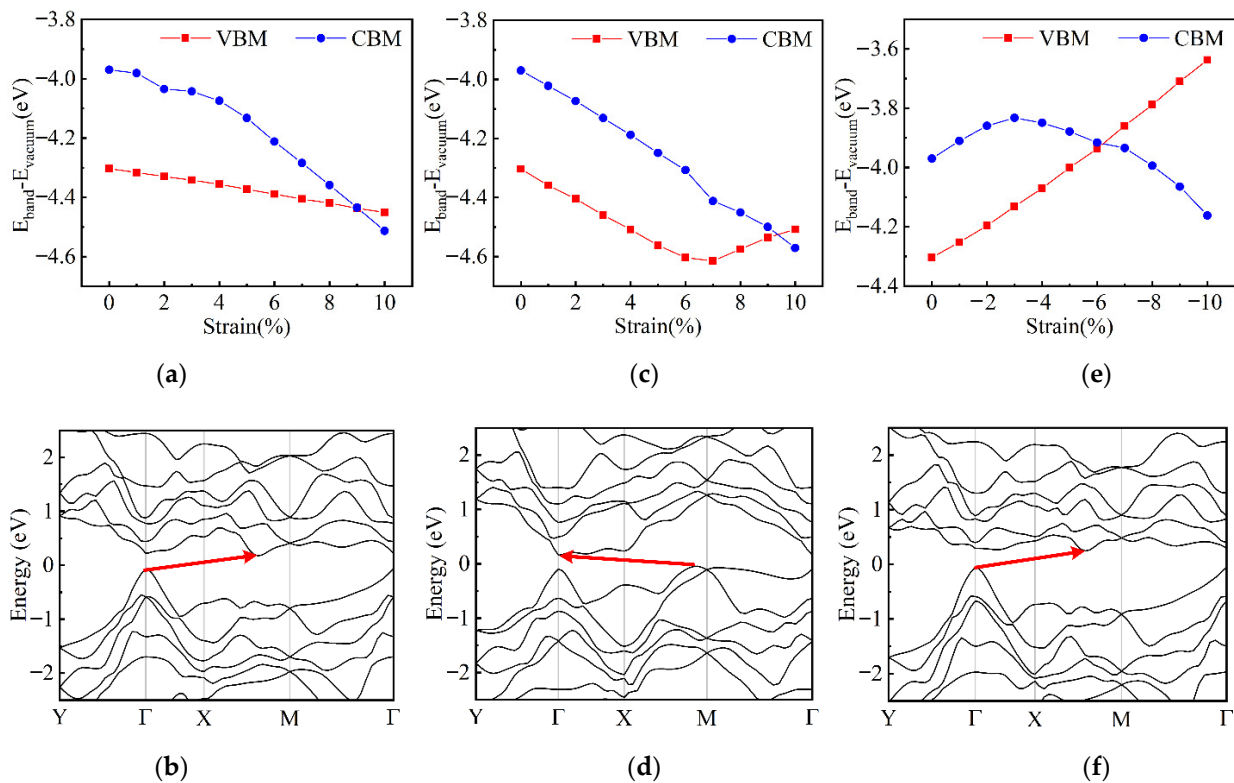 −3.8
−4.0
−4.2
−4.4
−4.6
E_band-E_vacuum(eV)
VBM CBM
0 2 4 6 8 10
Strain(%)
(a)
−3.8
−4.0
−4.2
−4.4
−4.6
E_band-E_vacuum(eV)
VBM CBM
0 2 4 6 8 10
Strain(%)
(c)
−3.6
−3.8
−4.0
−4.2
−4.4
E_band-E_vacuum(eV)
VBM CBM
0 −2 −4 −6 −8 -10
Strain(%)
(e)
2
1
0
−1
−2
Energy (eV)
Y Γ X M Γ
(b)
2
1
0
−1
−2
Energy (eV)
Y Γ X M Γ
(d)
2
1
0
−1
−2
Energy (eV)
Y Γ X M Γ
(f)